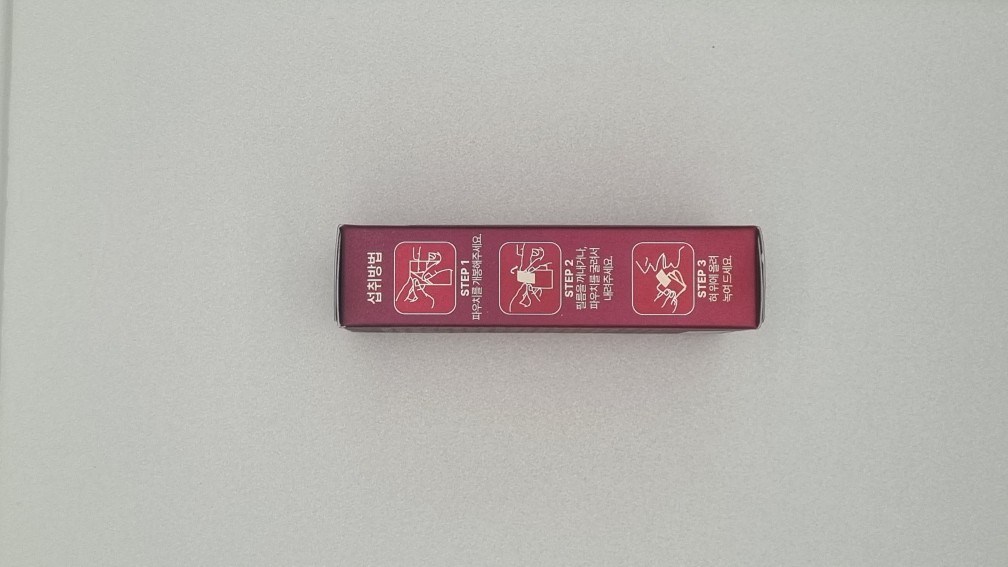 섭취방법
STEP 1
파우치를 개봉해주세요.
STEP 2
필름을 꺼내거나,
파우치를 굴려서
내려주세요.
STEP 3
혀 위에 올려
녹여 드세요.